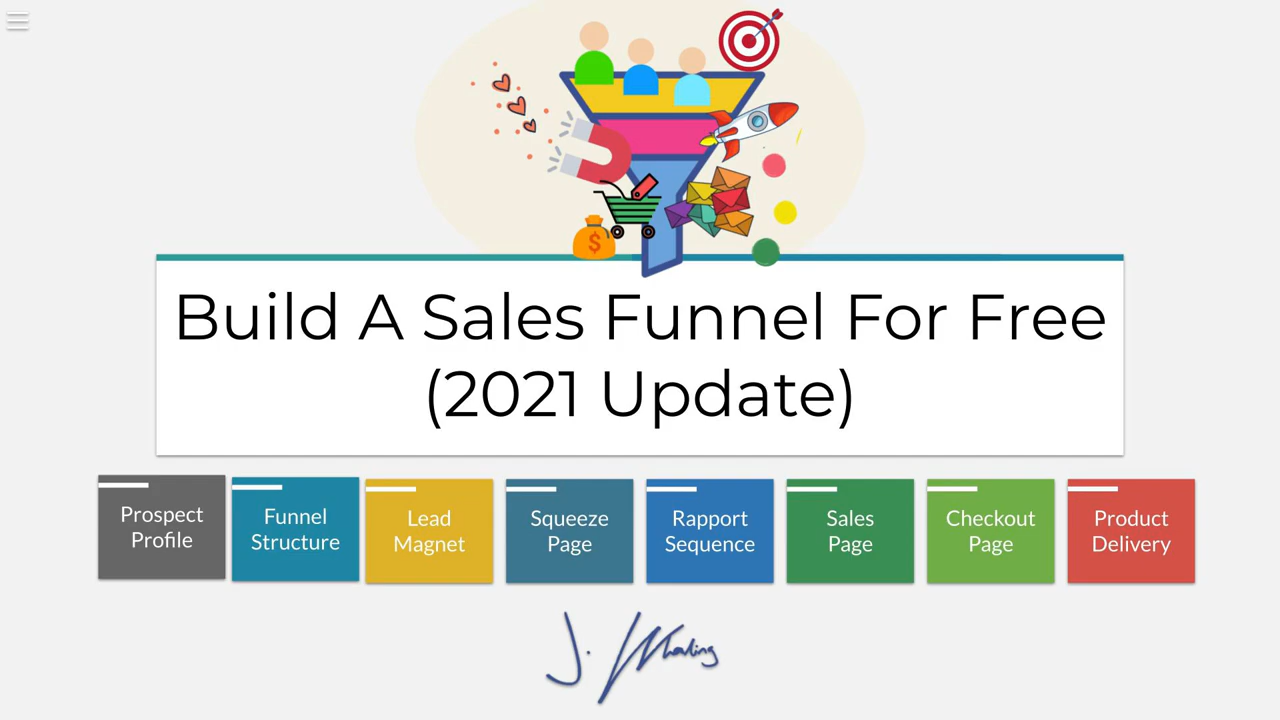 Build A Sales Funnel For Free
(2021 Update)
Prospect
Profile
Funnel
Structure
Lead
Magnet
Squeeze
Page
Rapport
Sequence
Sales
Page
Checkout
Page
Product
Delivery
$